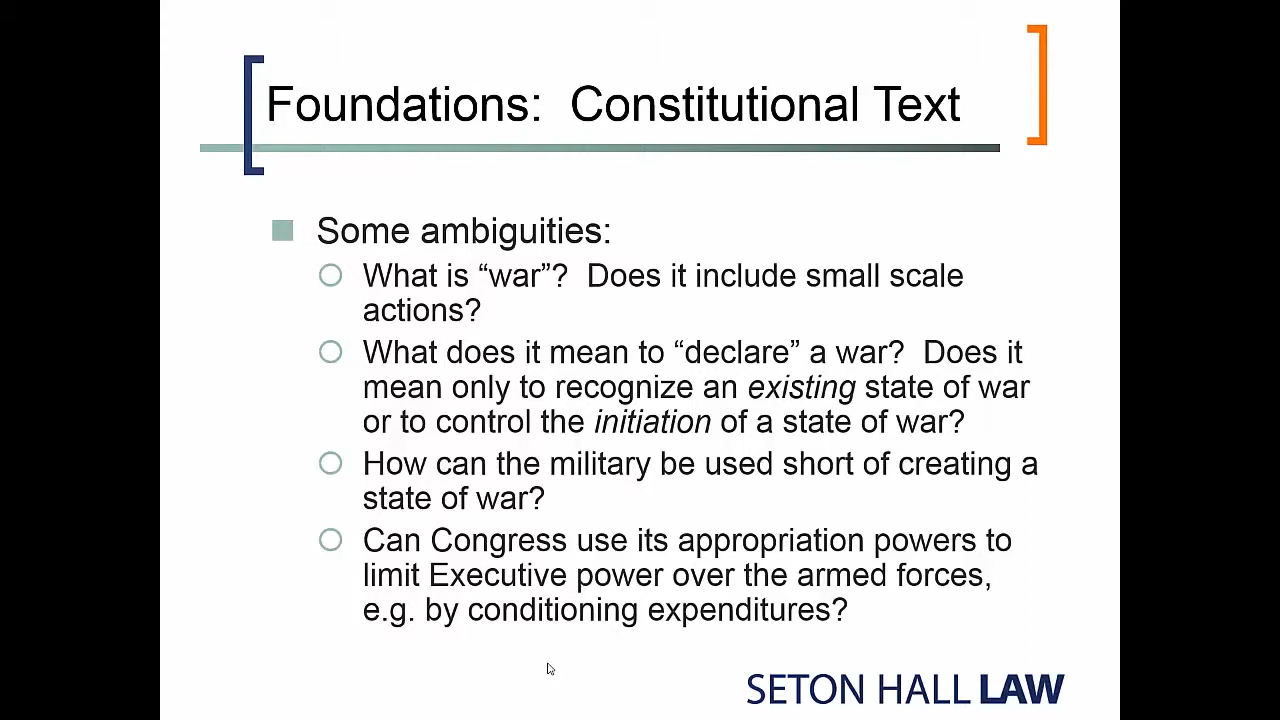 Foundations:  Constitutional Text
Some ambiguities:
What is “war”?  Does it include small scale
actions?
What does it mean to “declare” a war?  Does it
mean only to recognize an existing state of war
or to control the initiation of a state of war?
How can the military be used short of creating a
state of war?
Can Congress use its appropriation powers to
limit Executive power over the armed forces,
e.g. by conditioning expenditures?
SETON HALL LAW